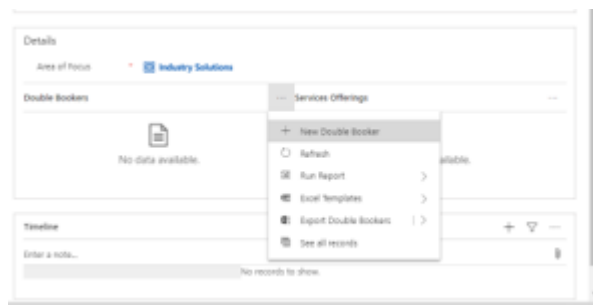 Details
Area of Focus * Industry Solutions
Double Bookers ... Services Offerings ...
+ New Double Booker
Refresh
No data available. ailable.
Run Report >
Excel Templates >
Export Double Bookers | >
See all records
Timeline
Enter a note...
No records to show.